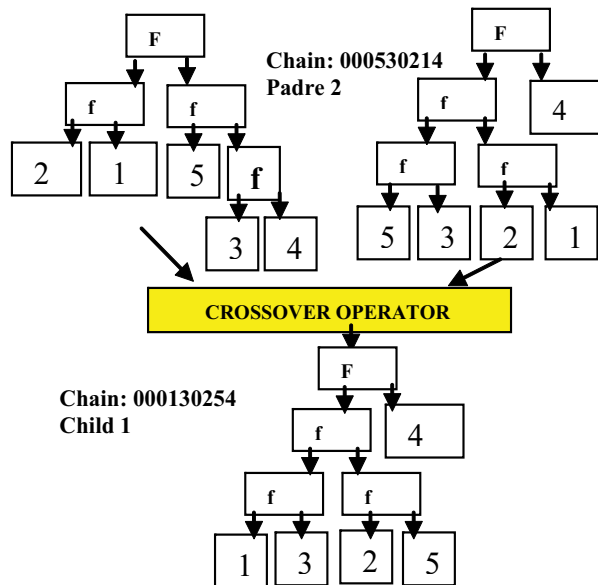 F
f
f
2
1
5
f
3
4
Chain: 000530214
Padre 2
F
f
4
f
f
5
3
2
1
CROSSOVER OPERATOR
Chain: 000130254
Child 1
F
f
4
f
f
1
3
2
5